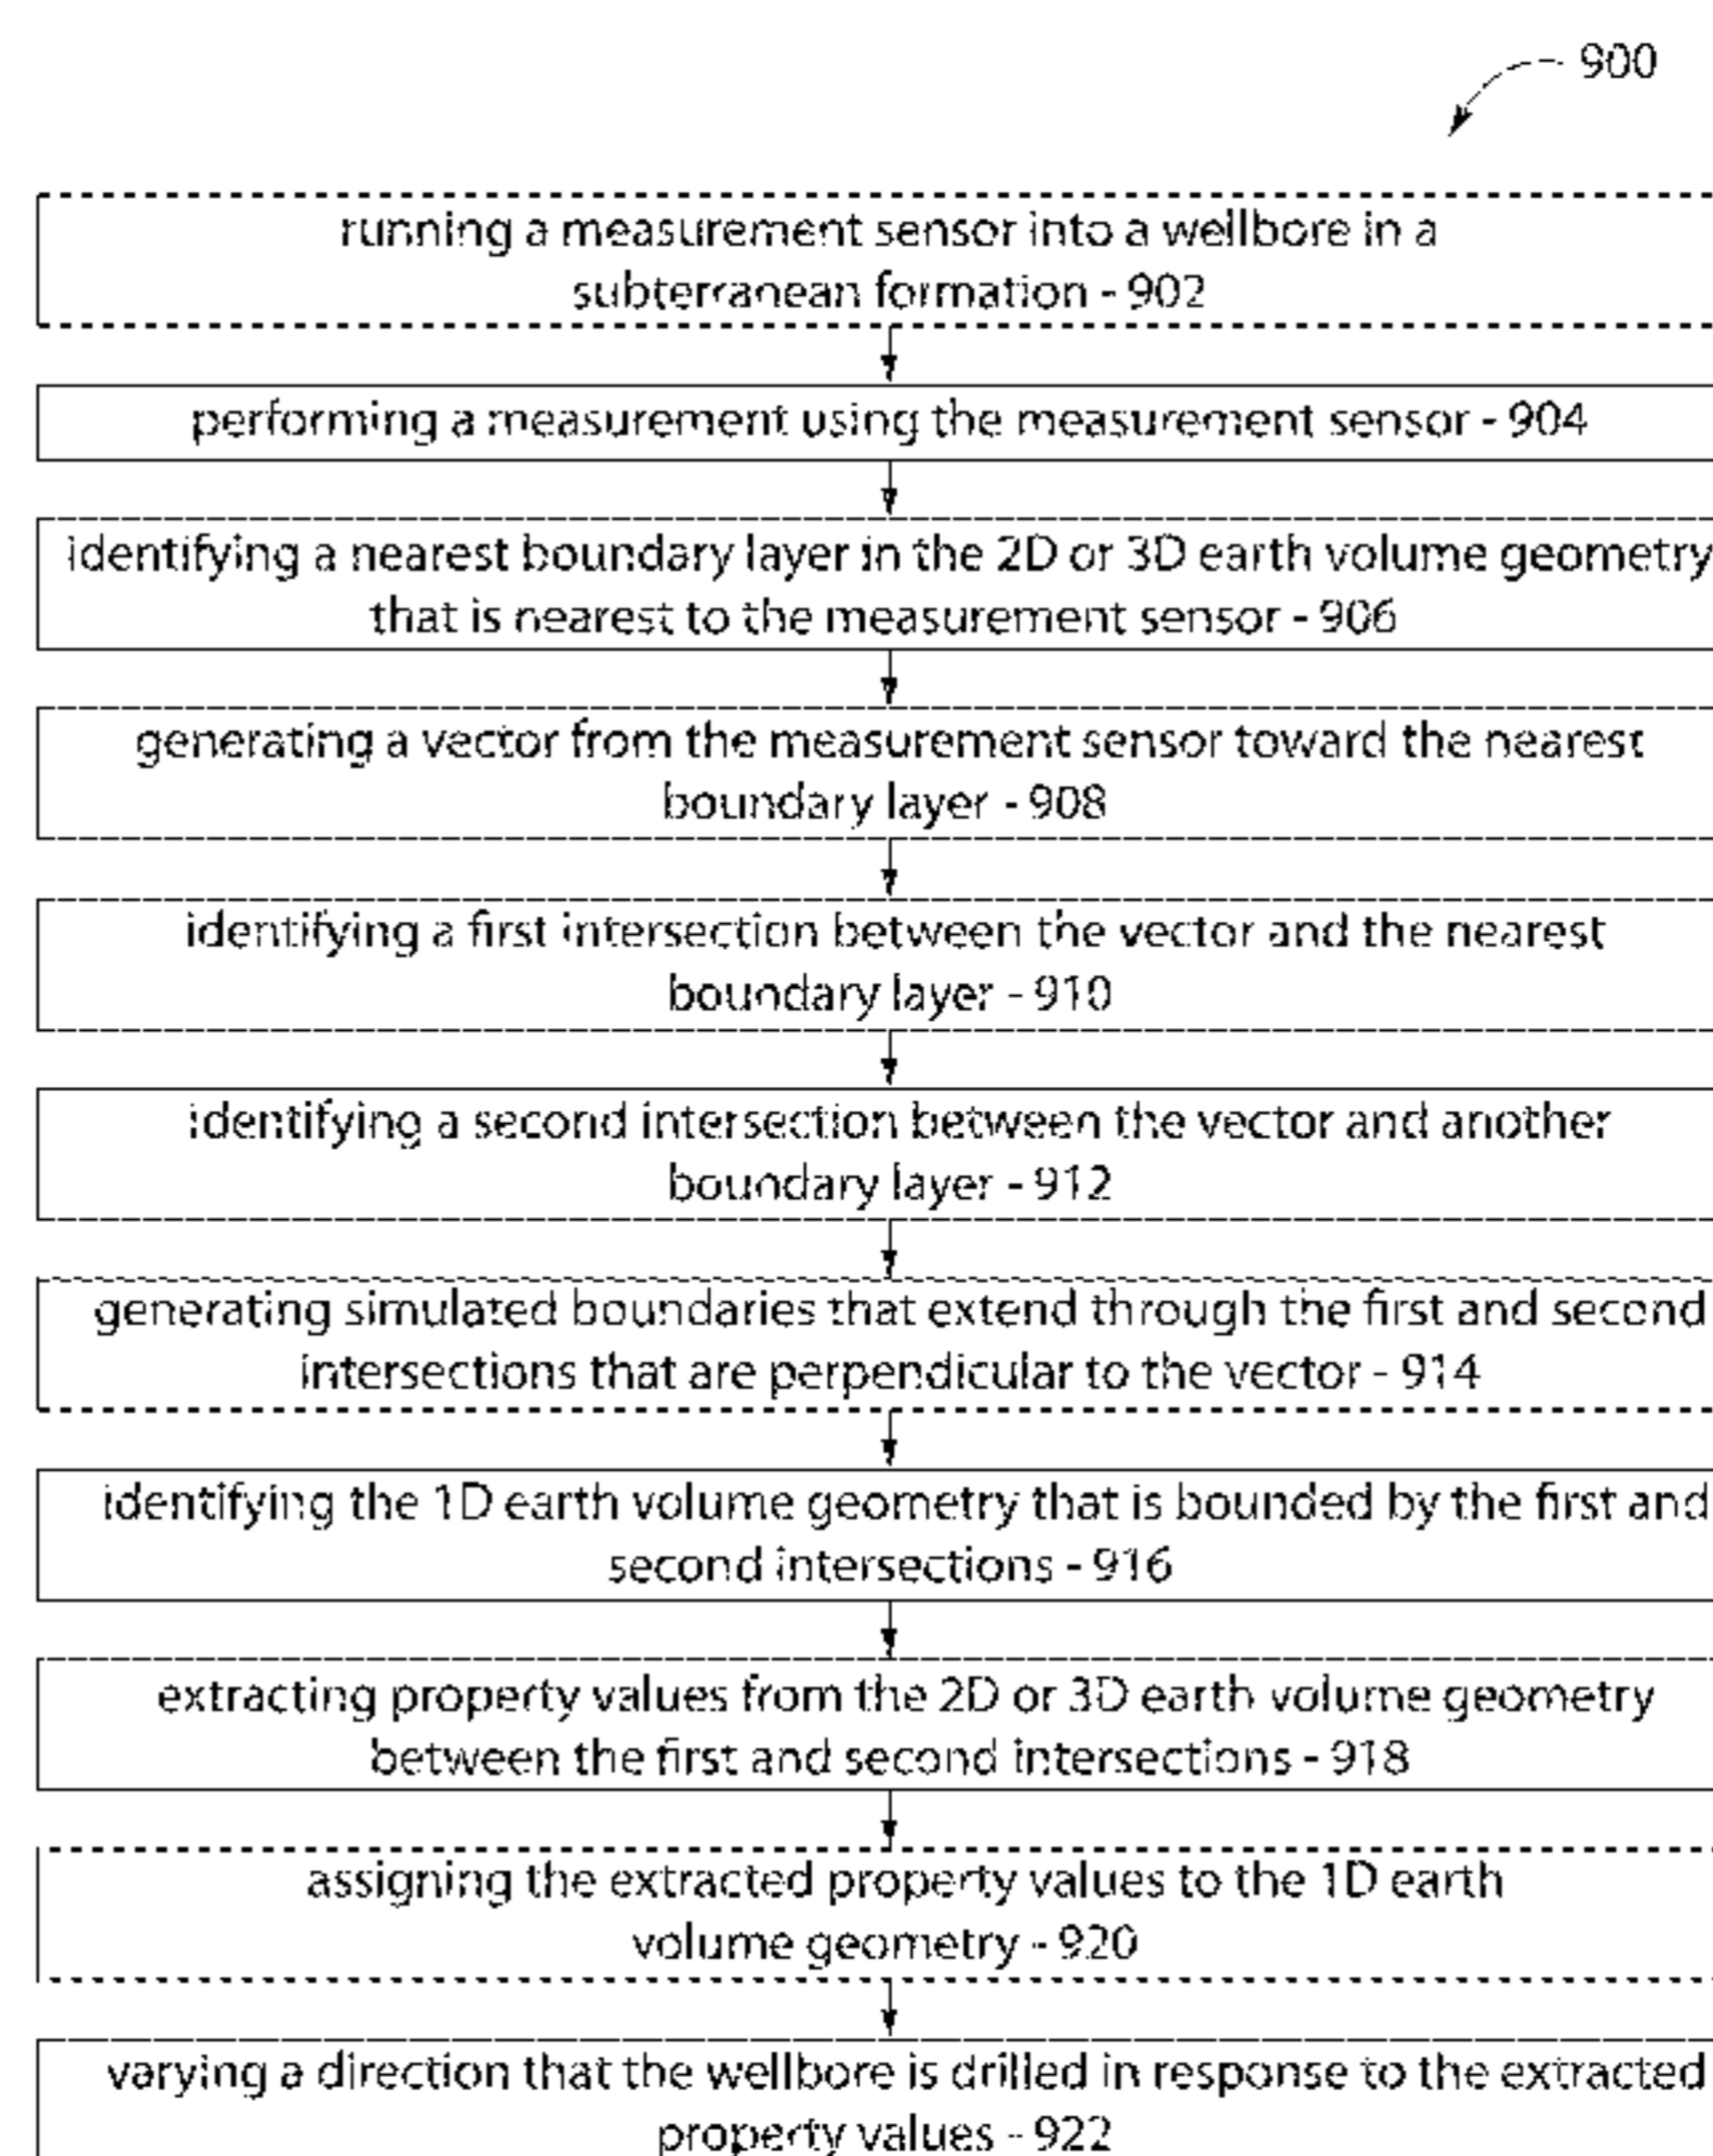 900
running a measurement sensor into a wellbore in a
subterranean formation - 902
performing a measurement using the measurement sensor - 904
identifying a nearest boundary layer in the 2D or 3D earth volume geometry
that is nearest to the measurement sensor - 906
generating a vector from the measurement sensor toward the nearest
boundary layer - 908
identifying a first intersection between the vector and the nearest
boundary layer - 910
identifying a second intersection between the vector and another
boundary layer - 912
generating simulated boundaries that extend through the first and second
intersections that are perpendicular to the vector - 914
identifying the 1D earth volume geometry that is bounded by the first and
second intersections - 916
extracting property values from the 2D or 3D earth volume geometry
between the first and second intersections - 918
assigning the extracted property values to the 1D earth
volume geometry - 920
varying a direction that the wellbore is drilled in response to the extracted
property values - 922